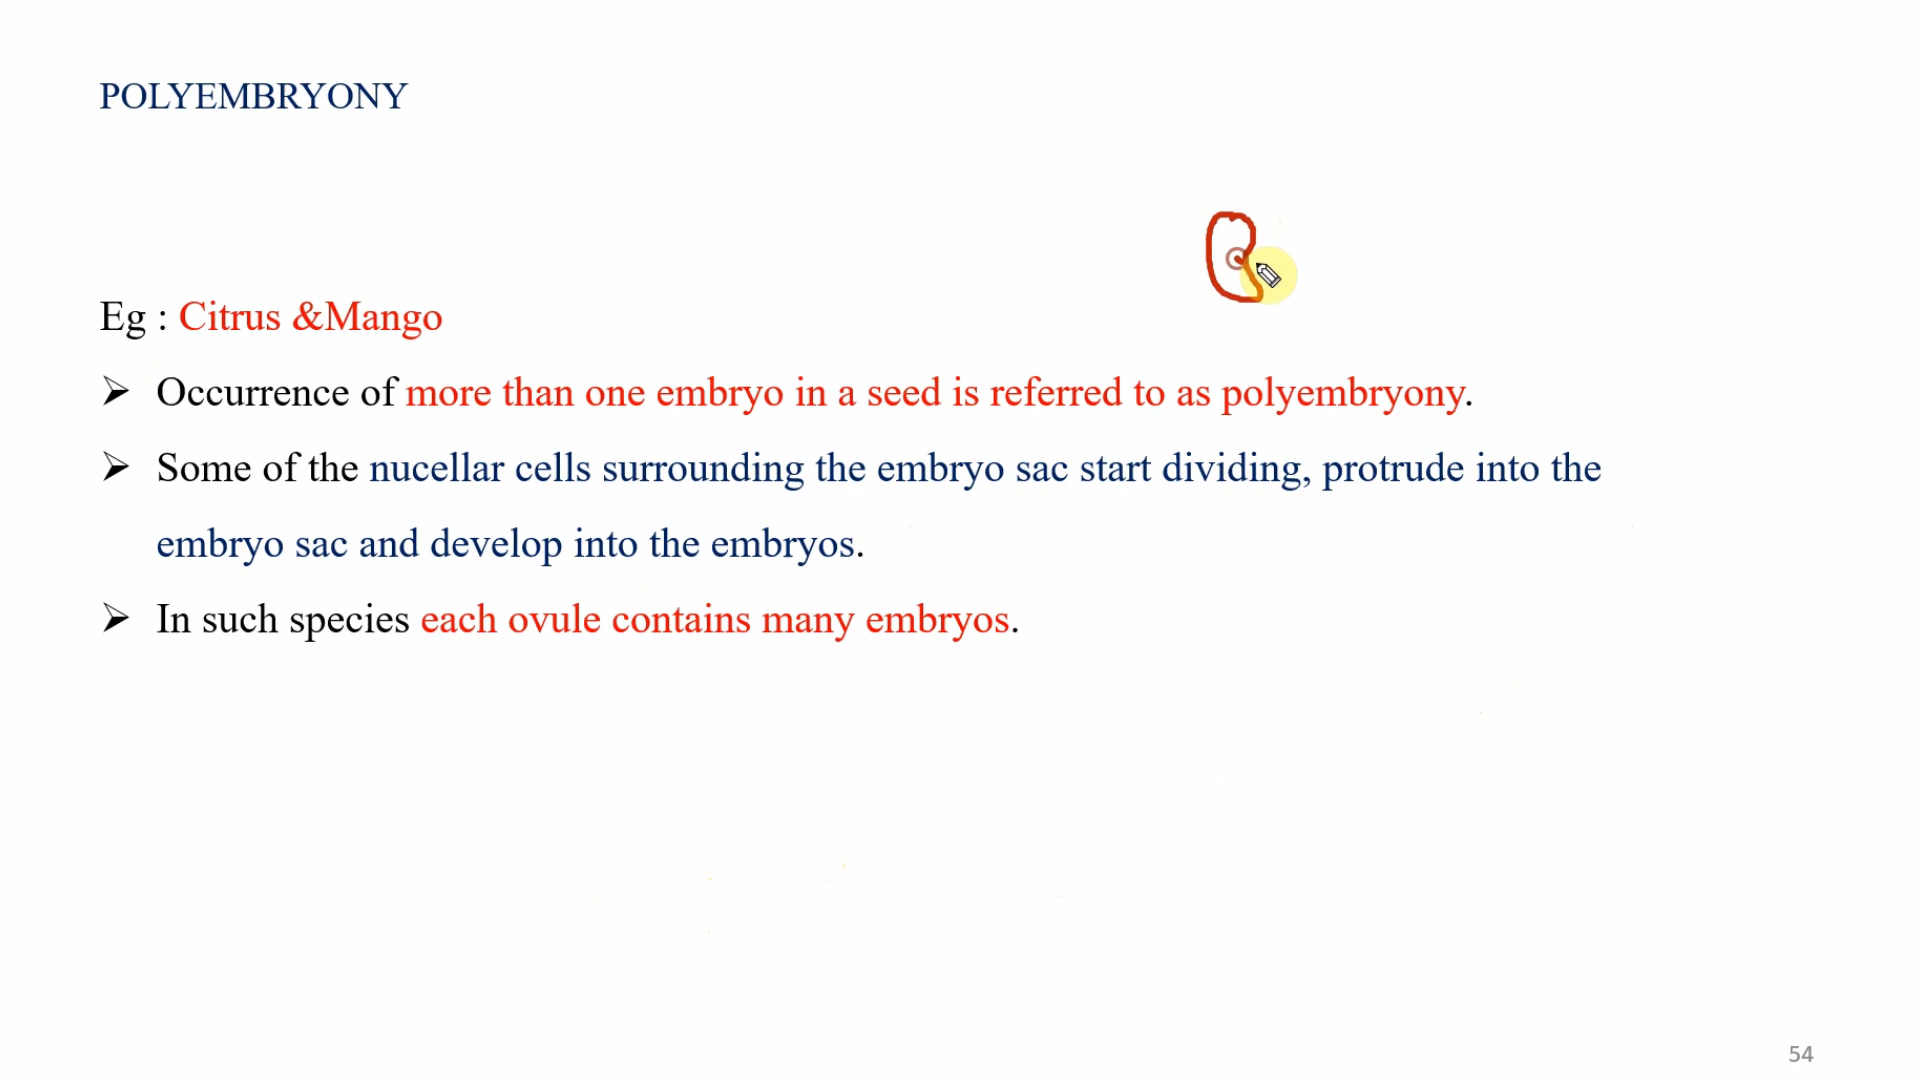 POLYEMBRYONY
Eg : Citrus &Mango
➢ Occurrence of more than one embryo in a seed is referred to as polyembryony.
➢ Some of the nucellar cells surrounding the embryo sac start dividing, protrude into the
embryo sac and develop into the embryos.
➢ In such species each ovule contains many embryos.
54